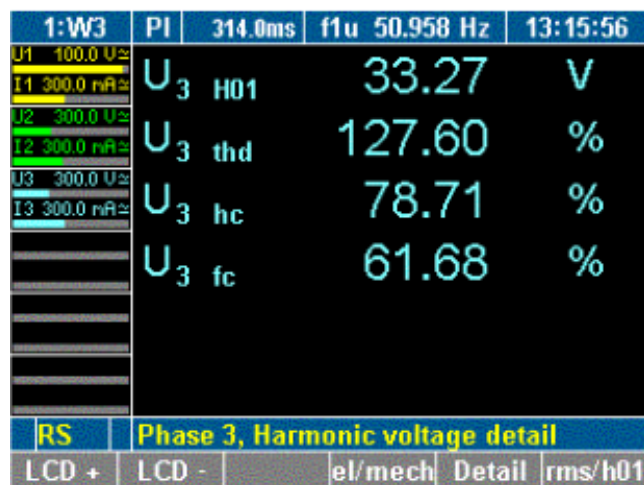 1:W3 PI 314.0ms f1u 50.958 Hz 13:15:56
U1 100.0 V≃
I1 300.0 mA≃
U2 300.0 V≃
I2 300.0 mA≃
U3 300.0 V≃
I3 300.0 mA≃
U3 H01 33.27 V
U3 thd 127.60 %
U3 hc 78.71 %
U3 fc 61.68 %
RS Phase 3, Harmonic voltage detail
LCD + LCD - el/mech Detail rms/h01